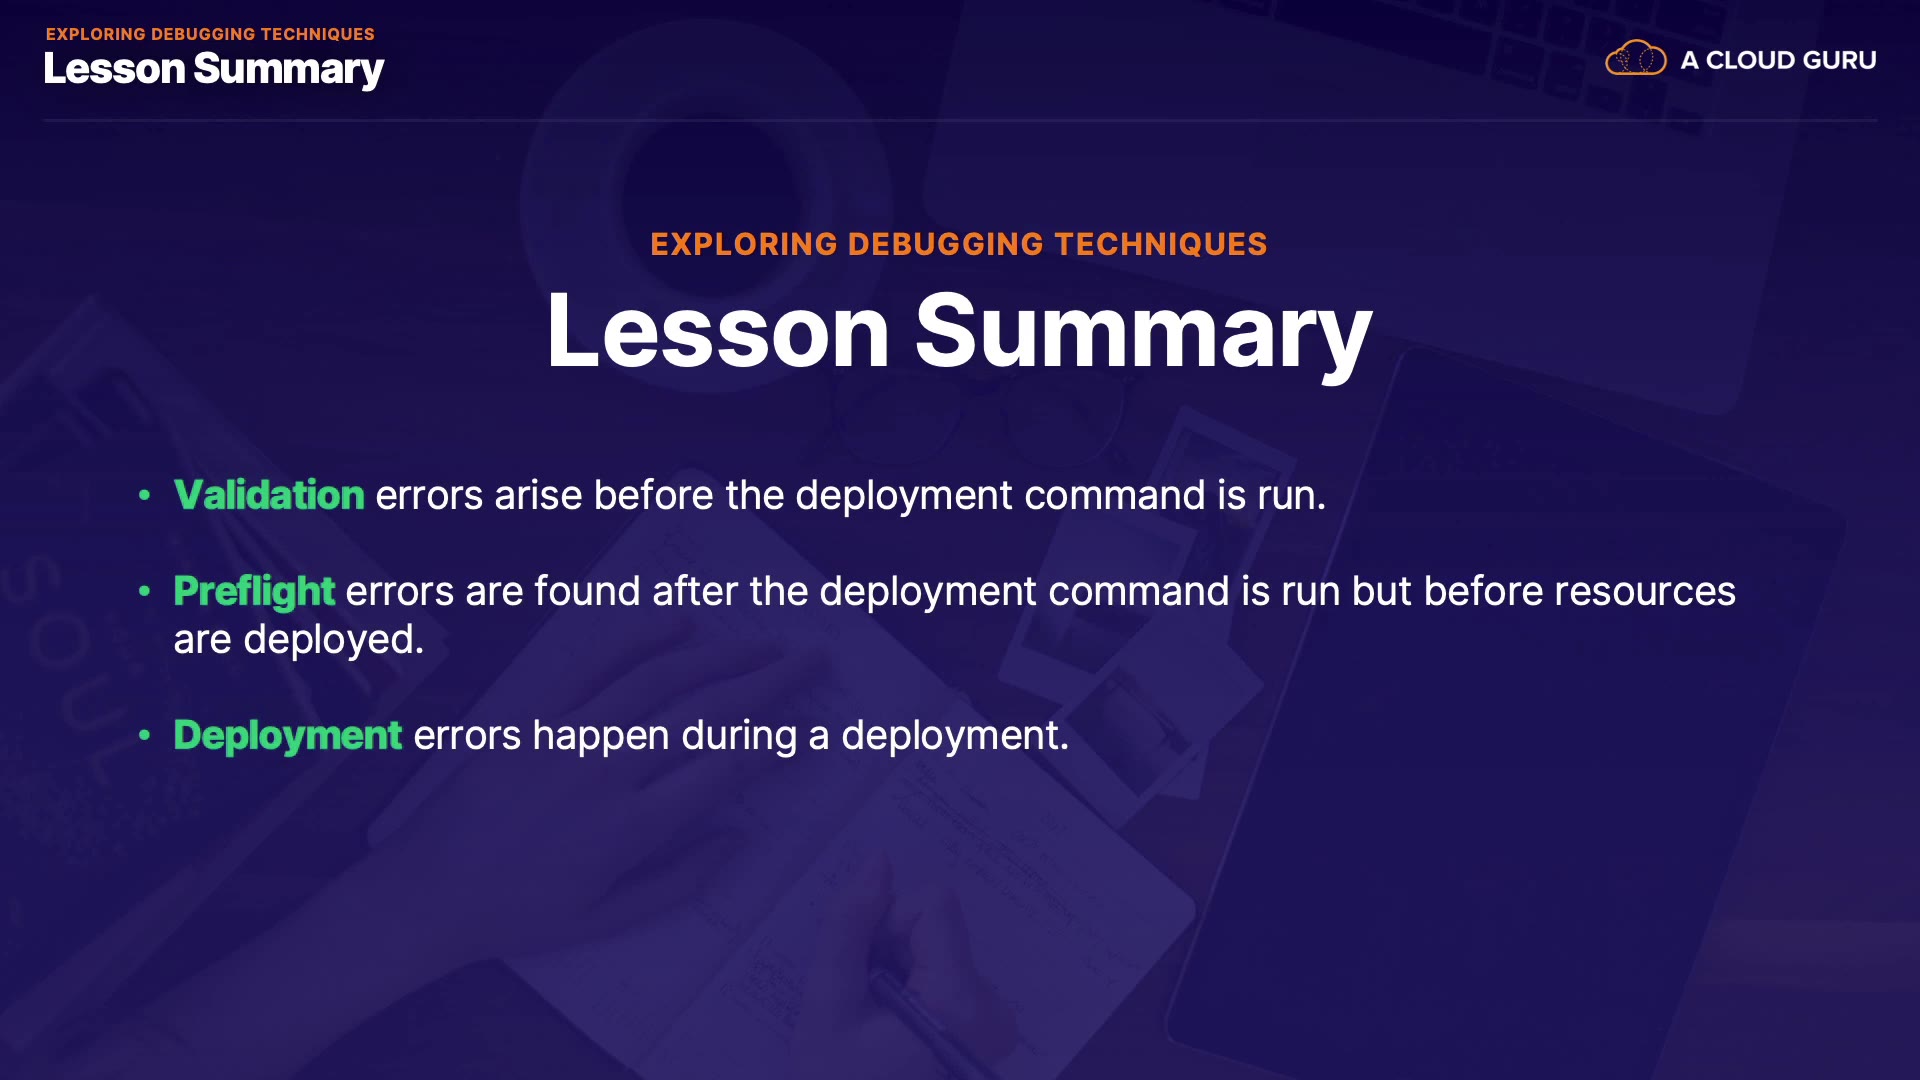 EXPLORING DEBUGGING TECHNIQUES
Lesson Summary
A CLOUD GURU
EXPLORING DEBUGGING TECHNIQUES
Lesson Summary
• Validation errors arise before the deployment command is run.
• Preflight errors are found after the deployment command is run but before resources
are deployed.
• Deployment errors happen during a deployment.
SOUL